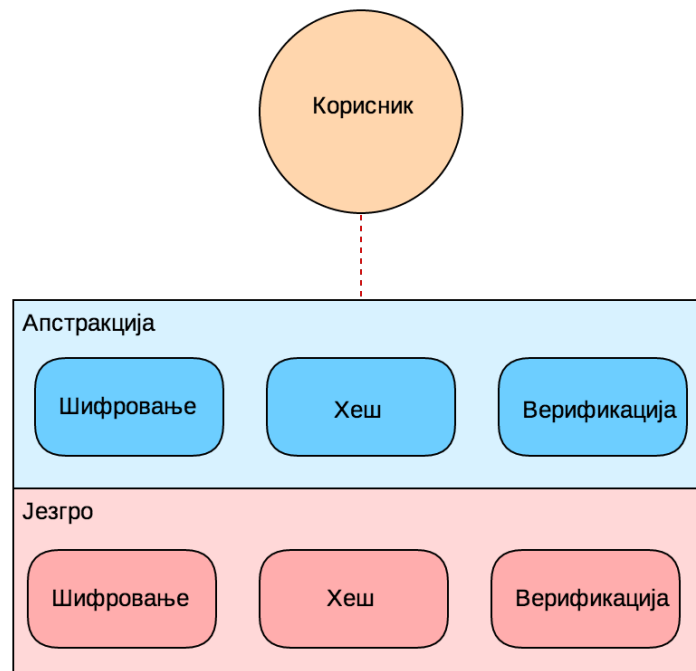 Корисник
Апстракција
Шифровање
Хеш
Верификација
Језгро
Шифровање
Хеш
Верификација